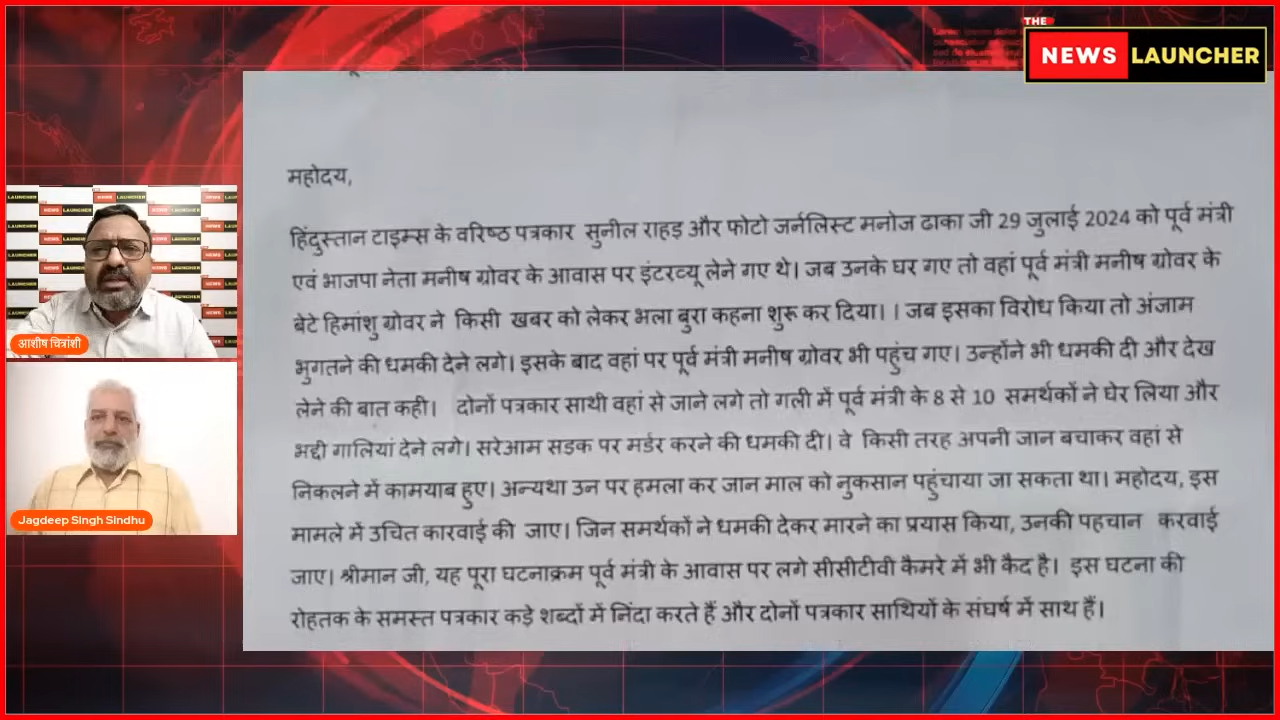 THE
NEWS LAUNCHER
महोदय,
हिंदुस्तान टाइम्स के वरिष्ठ पत्रकार सुनील राहड़ और फोटो जर्नलिस्ट मनोज ढाका जी 29 जुलाई 2024 को पूर्व मंत्री
एवं भाजपा नेता मनीष ग्रोवर के आवास पर इंटरव्यू लेने गए थे। जब उनके घर गए तो वहां पूर्व मंत्री मनीष ग्रोवर के
बेटे हिमांशु ग्रोवर ने किसी खबर को लेकर भला बुरा कहना शुरू कर दिया। । जब इसका विरोध किया तो अंजाम
भुगतने की धमकी देने लगे। इसके बाद वहां पर पूर्व मंत्री मनीष ग्रोवर भी पहुंच गए। उन्होंने भी धमकी दी और देख
लेने की बात कही। दोनों पत्रकार साथी वहां से जाने लगे तो गली में पूर्व मंत्री के 8 से 10 समर्थकों ने घेर लिया और
भद्दी गालियां देने लगे। सरेआम सडक पर मर्डर करने की धमकी दी। वे किसी तरह अपनी जान बचाकर वहां से
निकलने में कामयाब हुए। अन्यथा उन पर हमला कर जान माल को नुकसान पहुंचाया जा सकता था। महोदय, इस
मामले में उचित कारवाई की जाए। जिन समर्थकों ने धमकी देकर मारने का प्रयास किया, उनकी पहचान करवाई
जाए। श्रीमान जी, यह पूरा घटनाक्रम पूर्व मंत्री के आवास पर लगे सीसीटीवी कैमरे में भी कैद है। इस घटना की
रोहतक के समस्त पत्रकार कड़े शब्दों में निंदा करते हैं और दोनों पत्रकार साथियों के संघर्ष में साथ हैं।
आशीष चित्रांशी
Jagdeep Singh Sindhu